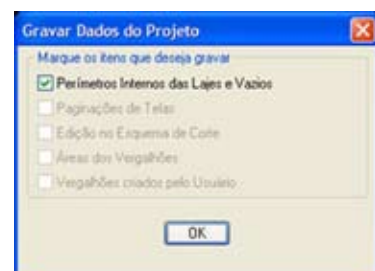 Gravar Dados do Projeto
Marque os itens que deseja gravar
Perímetros Internos das Lajes e Vazios
Paginações de Telas
Edição no Esquema de Corte
Áreas dos Vergalhões
Vergalhões criados pelo Usuário
OK